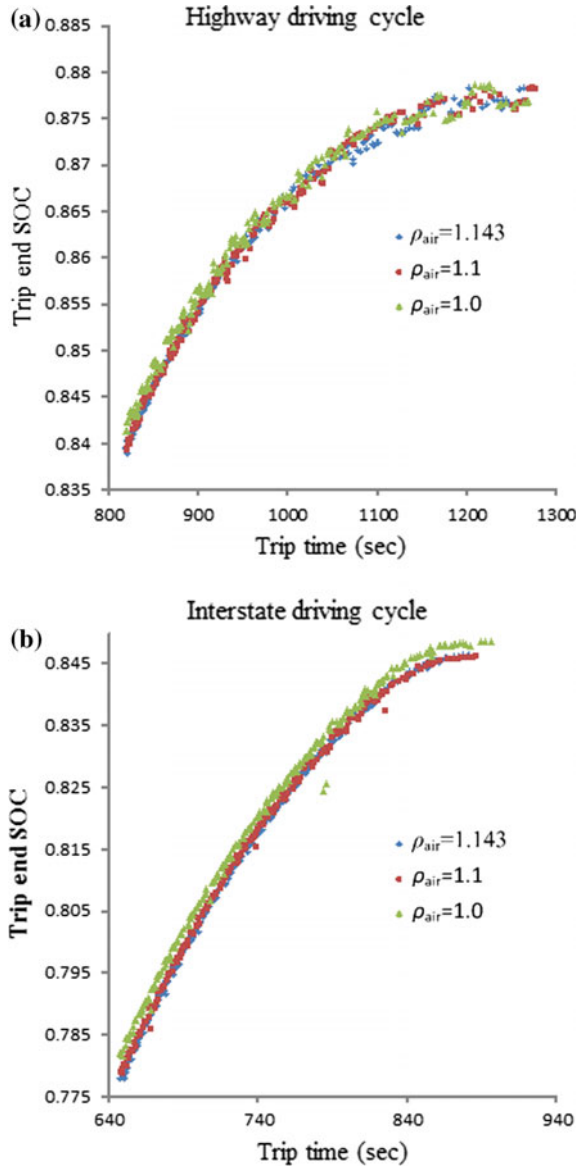 (a) Highway driving cycle
0.885
0.88
0.875
0.87
0.865
0.86
0.855
0.85
0.845
0.84
0.835
Trip end SOC
ρair=1.143
ρair=1.1
ρair=1.0
800 900 1000 1100 1200 1300
Trip time (sec)
(b) Interstate driving cycle
0.845
0.835
0.825
0.815
0.805
0.795
0.785
0.775
Trip end SOC
ρair=1.143
ρair=1.1
ρair=1.0
640 740 840 940
Trip time (sec)